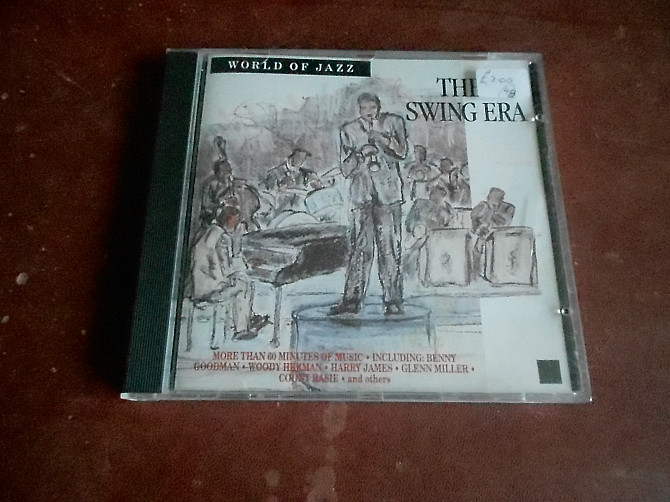 WORLD OF JAZZ
THE
SWING ERA
MORE THAN 60 MINUTES OF MUSIC • INCLUDING: BENNY
GOODMAN • WOODY HERMAN • HARRY JAMES • GLENN MILLER •
COUNT BASIE • and others